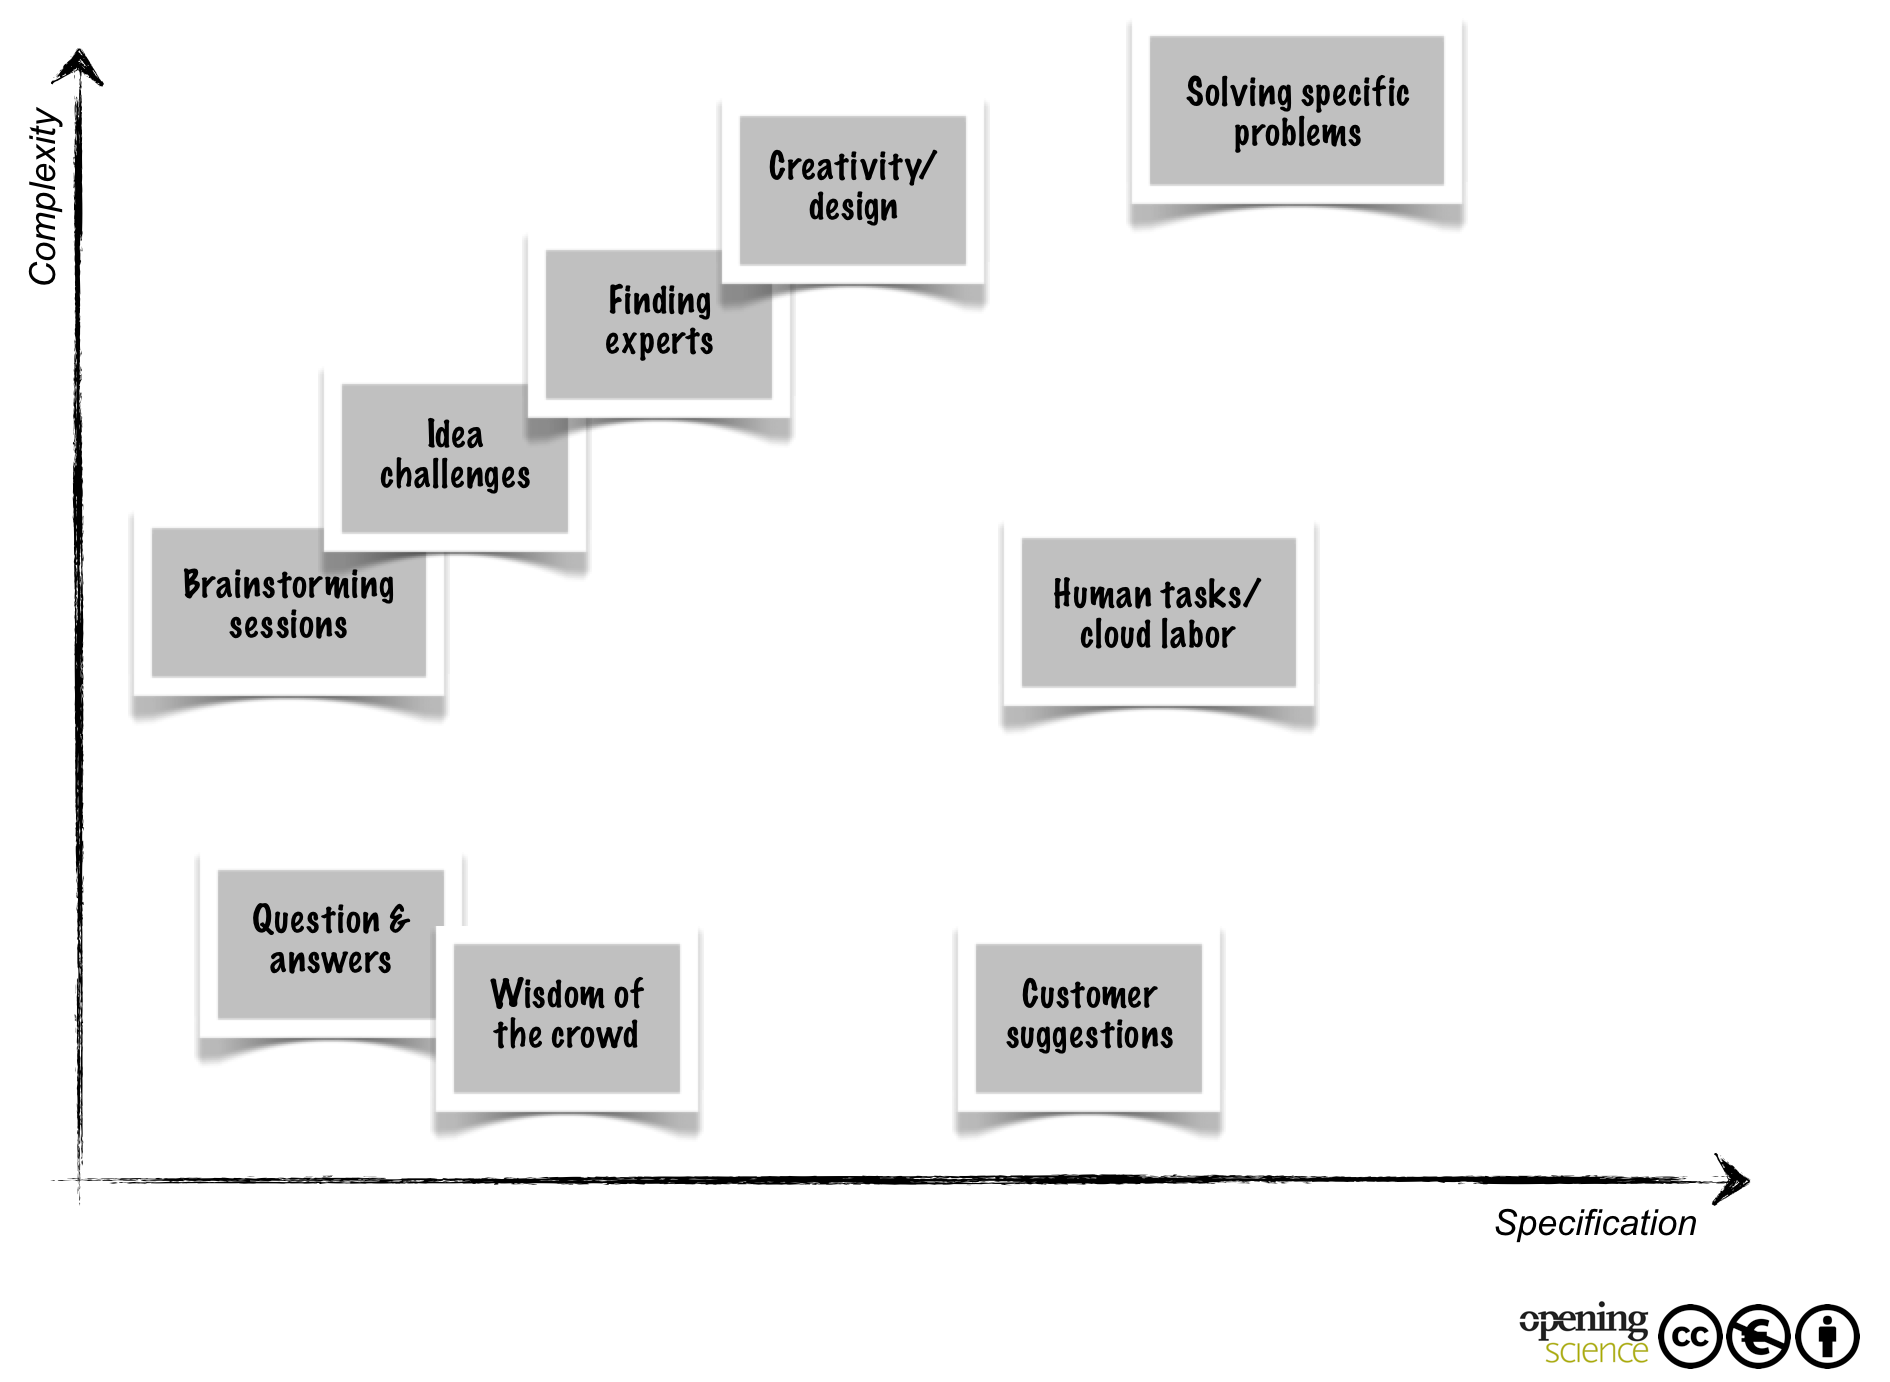 Complexity
Solving specific
problems
Creativity/
design
Finding
experts
Idea
challenges
Brainstorming
sessions
Human tasks/
cloud labor
Question &
answers
Wisdom of
the crowd
Customer
suggestions
Specification
opening
science
cc